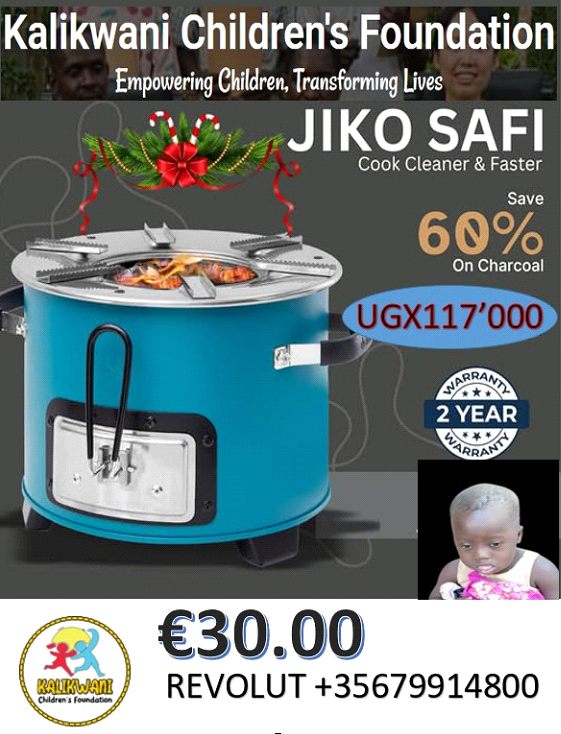 Kalikwani Children's Foundation
Empowering Children, Transforming Lives
JIKO SAFI
Cook Cleaner & Faster
Save
60%
On Charcoal
UGX117’000
WARRANTY
2 YEAR
WARRANTY
€30.00
REVOLUT +35679914800
KALIKWANI
Children's Foundation